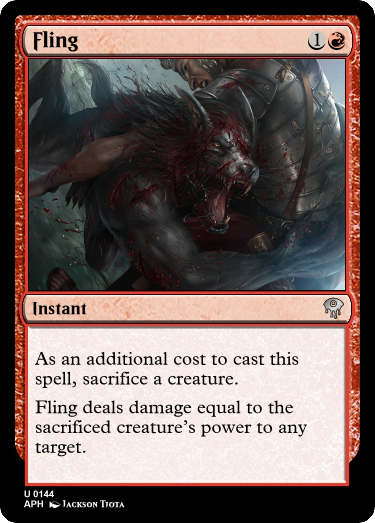 Fling 1
Instant
As an additional cost to cast this
spell, sacrifice a creature.
Fling deals damage equal to the
sacrificed creature's power to any
target.
U 0144
APH Jackson Tjota